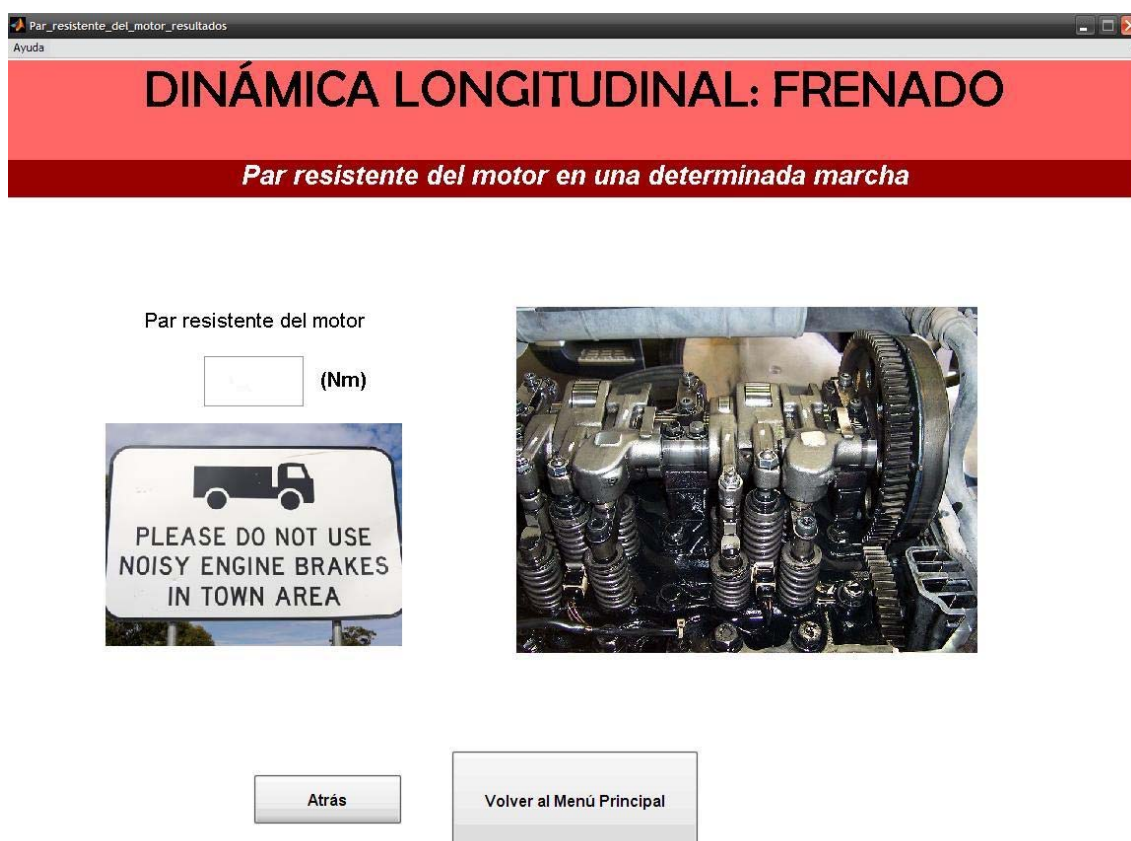 Par_resistente_del_motor_resultados
Ayuda
DINÁMICA LONGITUDINAL: FRENADO
Par resistente del motor en una determinada marcha
Par resistente del motor
(Nm)
PLEASE DO NOT USE
NOISY ENGINE BRAKES
IN TOWN AREA
Atrás
Volver al Menú Principal